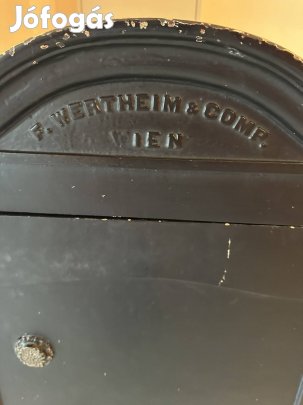 Jófogás
F. WERTHEIM & COMP.
WIEN